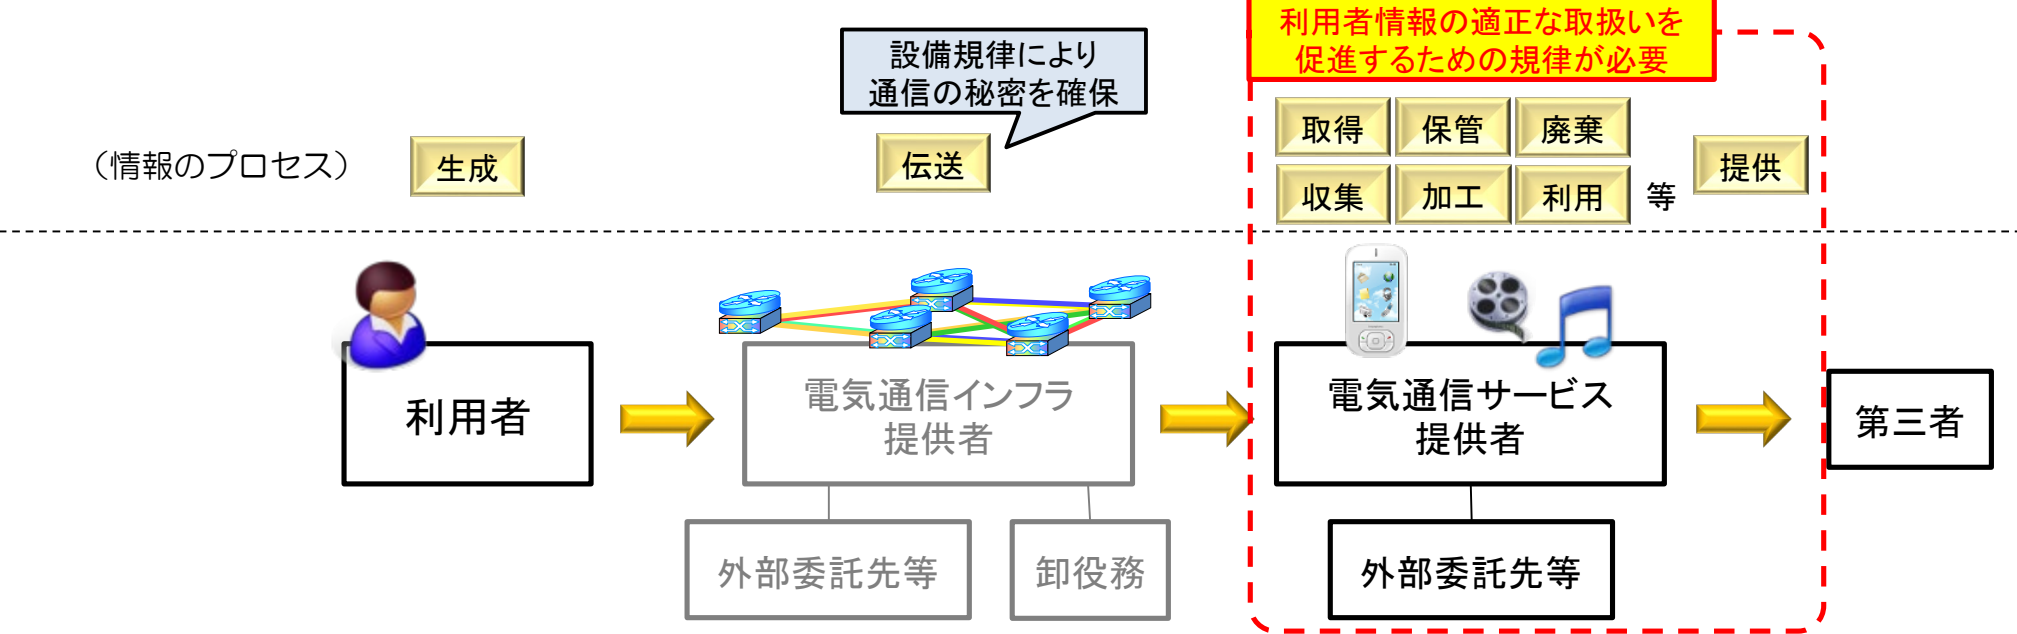 利用者情報の適正な取扱いを
促進するための規律が必要
設備規律により
通信の秘密を確保
（情報のプロセス）
生成
伝送
取得
保管
廃棄
収集
加工
利用
等
提供
利用者
電気通信インフラ
提供者
電気通信サービス
提供者
第三者
外部委託先等
卸役務
外部委託先等